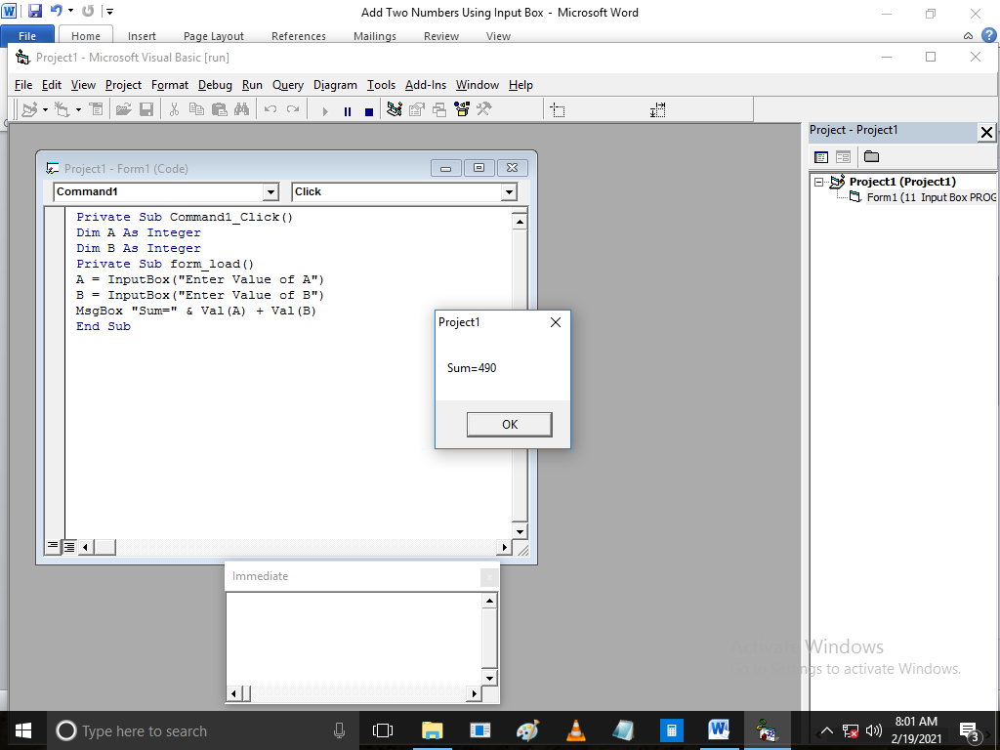 Add Two Numbers Using Input Box - Microsoft Word
File Home Insert Page Layout References Mailings Review View
Project1 - Microsoft Visual Basic [run]
File Edit View Project Format Debug Run Query Diagram Tools Add-Ins Window Help
Project - Project1
Project1 - Form1 (Code)
Command1 Click
Project1 (Project1)
Form1 (11 Input Box PROG
Private Sub Command1_Click()
Dim A As Integer
Dim B As Integer
Private Sub form_load()
A = InputBox("Enter Value of A")
B = InputBox("Enter Value of B")
MsgBox "Sum=" & Val(A) + Val(B)
End Sub
Project1
Sum=490
OK
Immediate
Windows
to activate Windows.
Type here to search
8:01 AM
2/19/2021
3